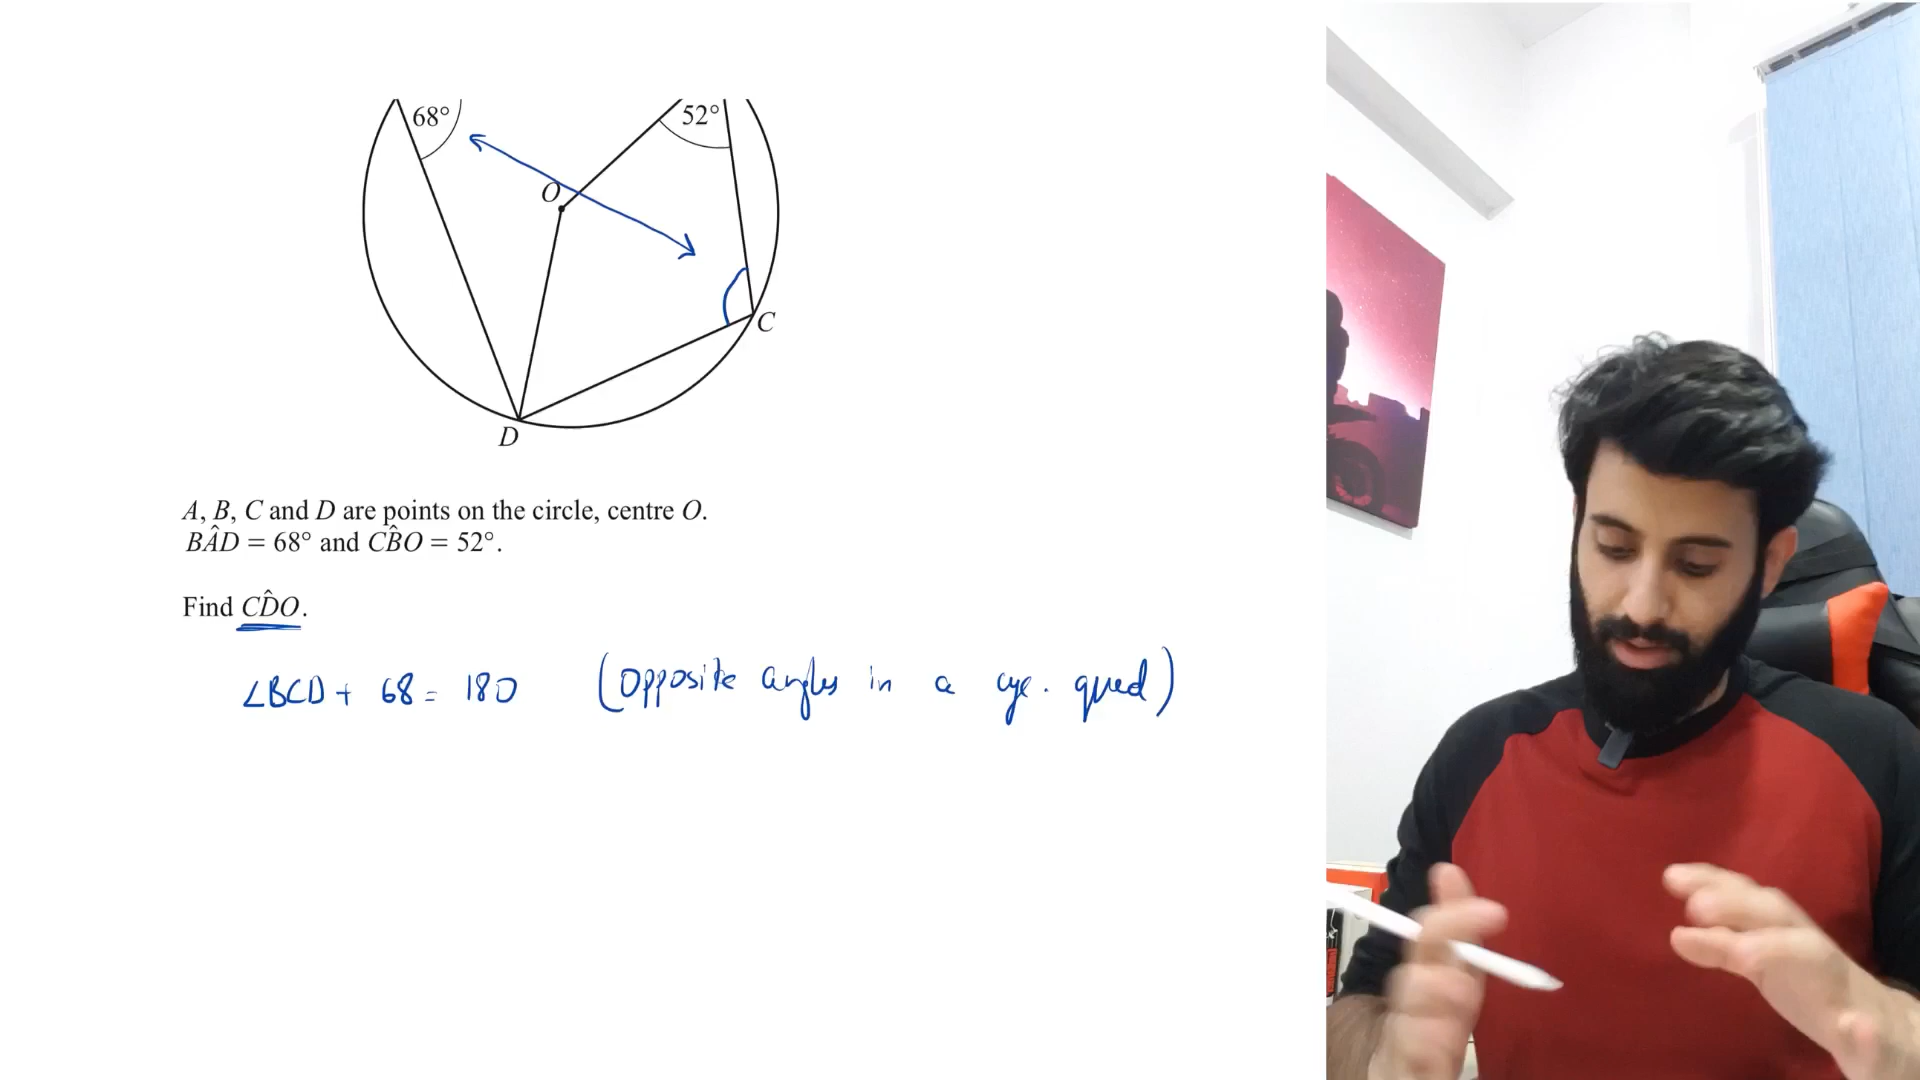 68° 52°
O
C
D
A, B, C and D are points on the circle, centre O.
BÂD = 68° and CB̂O = 52°.
Find CD̂O.
∠BCD + 68 = 180 (opposite angles in a cyc. quad)